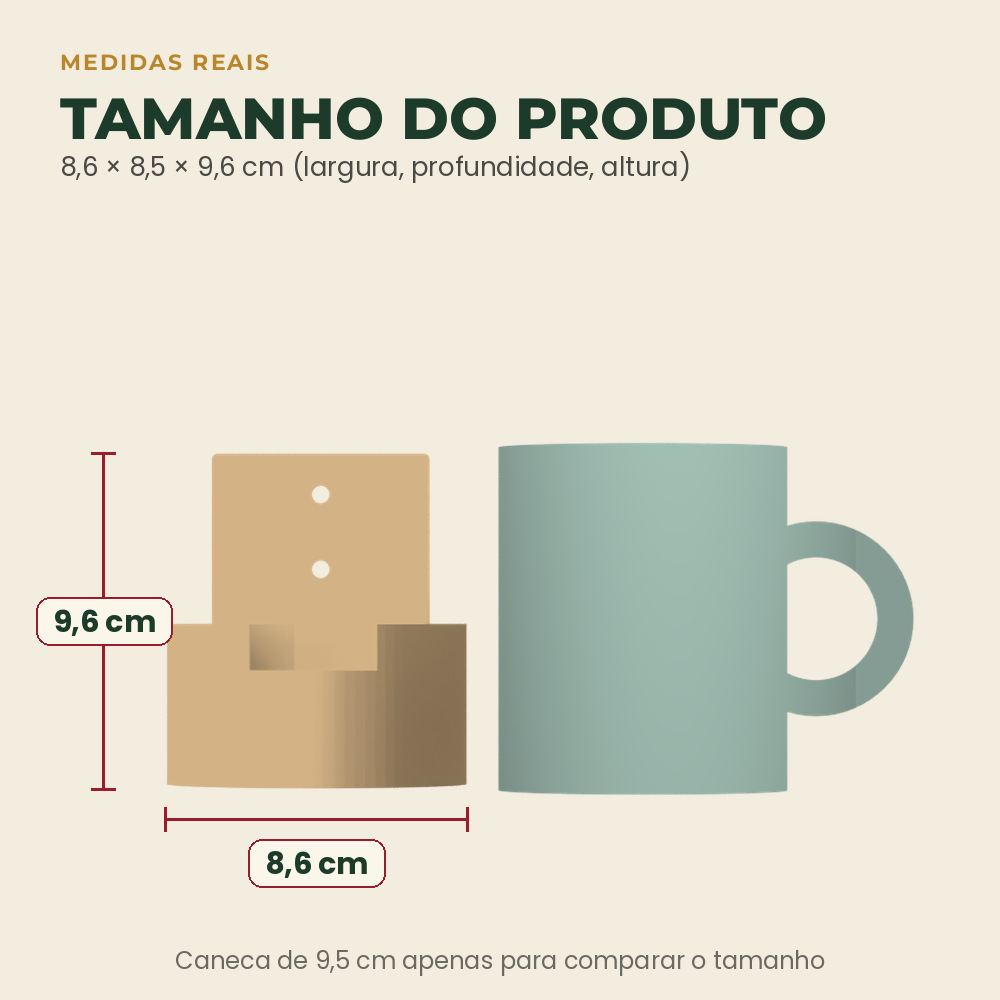 MEDIDAS REAIS
TAMANHO DO PRODUTO
8,6 × 8,5 × 9,6 cm (largura, profundidade, altura)
9,6 cm
8,6 cm
Caneca de 9,5 cm apenas para comparar o tamanho